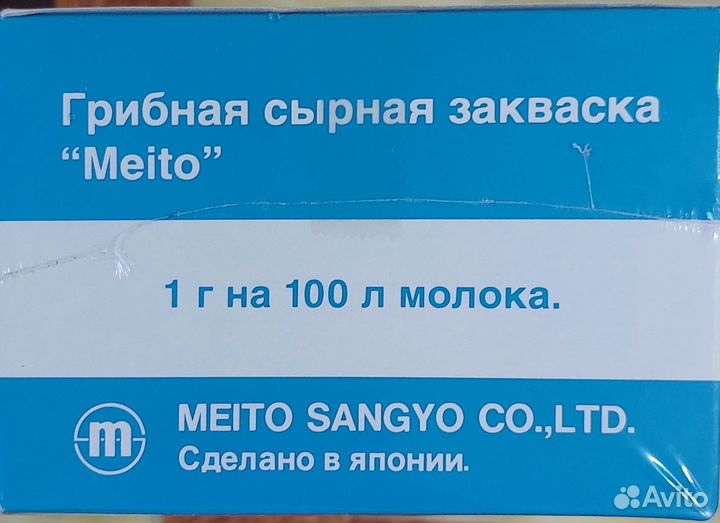 Грибная сырная закваска
“Meito”
1 г на 100 л молока.
m
MEITO SANGYO CO.,LTD.
Сделано в японии.
Avito